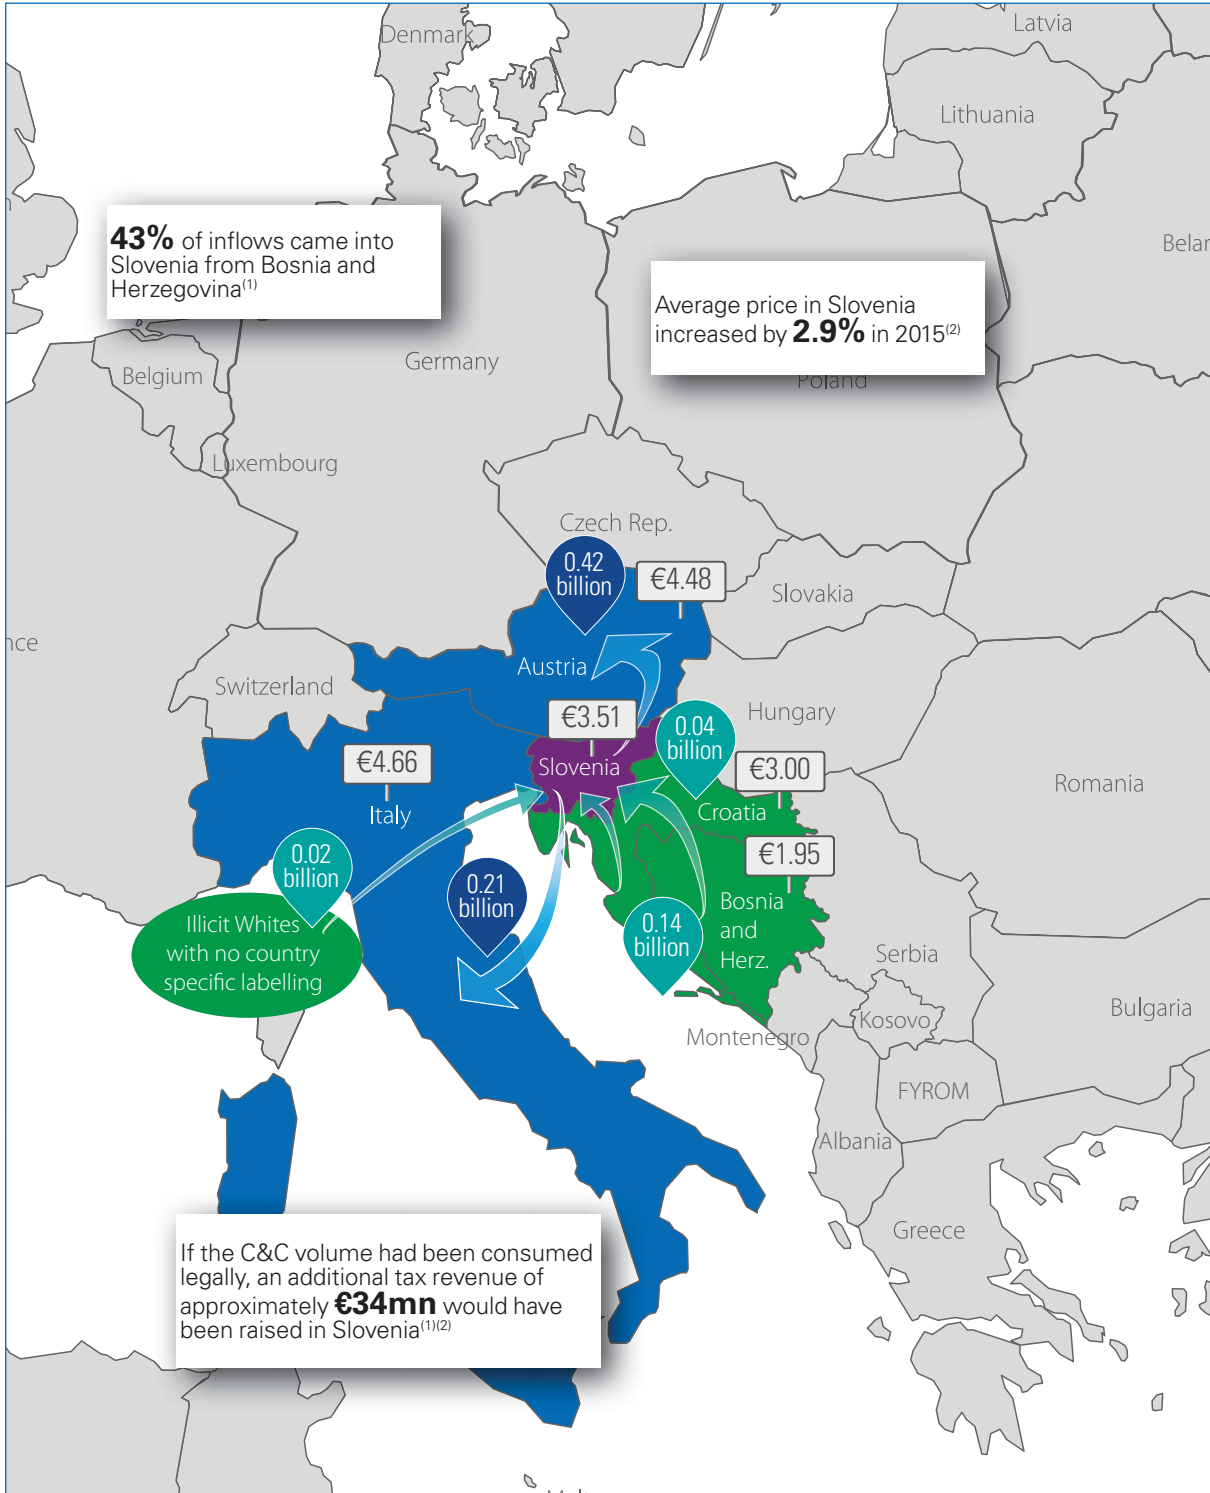 Denmark
Latvia
Lithuania
43% of inflows came into
Slovenia from Bosnia and
Herzegovina(1)
Belar
Average price in Slovenia
increased by 2.9% in 2015(2)
Germany
Belgium
Poland
Luxembourg
Czech Rep.
0.42
billion
€4.48
Slovakia
nce
Austria
Switzerland
€3.51
Hungary
0.04
billion
€4.66
Slovenia
€3.00
Romania
Italy
Croatia
0.02
billion
€1.95
0.21
billion
Illicit Whites
with no country
specific labelling
Bosnia
and
Herz.
0.14
billion
Serbia
Bulgaria
Kosovo
Montenegro
FYROM
Albania
Greece
If the C&C volume had been consumed
legally, an additional tax revenue of
approximately €34mn would have
been raised in Slovenia(1)(2)